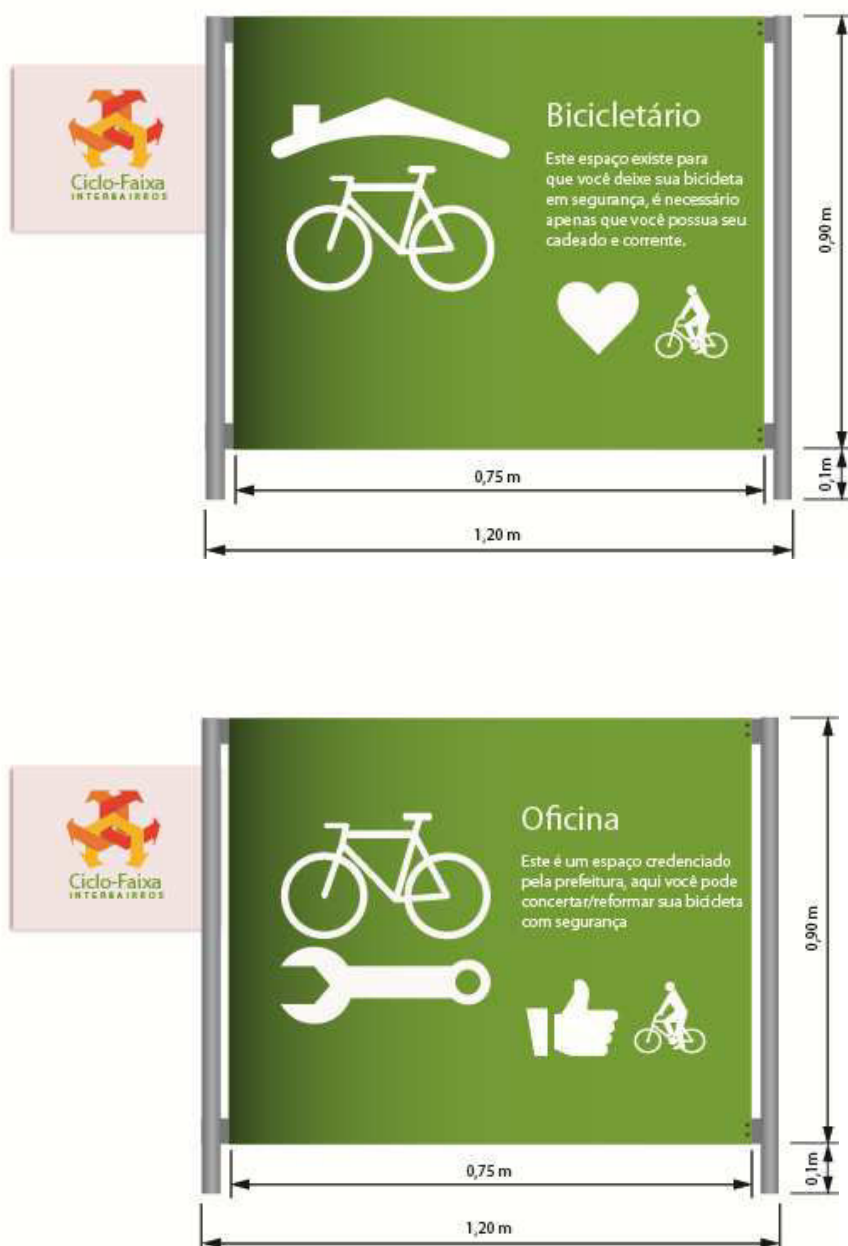 Ciclo-Faixa
INTERBAIRROS
Bicicletário
Este espaço existe para
que você deixe sua bicicleta
em segurança, é necessário
apenas que você possua seu
cadeado e corrente.
0,90 m
0,1m
0,75 m
1,20 m
Ciclo-Faixa
INTERBAIRROS
Oficina
Este é um espaço credenciado
pela prefeitura, aqui você pode
concertar/reformar sua bicicleta
com segurança
0,90 m
0,1m
0,75 m
1,20 m